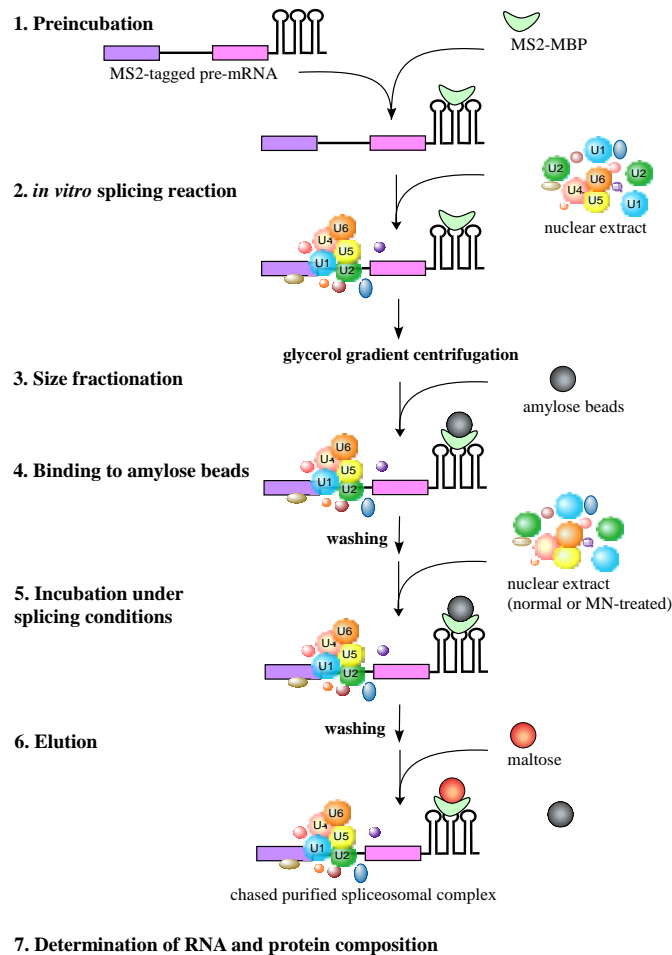 1. Preincubation
MS2-MBP
MS2-tagged pre-mRNA
U1
U2
U2
U6
U4
U5
U1
2. in vitro splicing reaction
nuclear extract
U6
U4
U5
U1
U2
glycerol gradient centrifugation
3. Size fractionation
amylose beads
U6
U4
U5
4. Binding to amylose beads
U1
U2
washing
5. Incubation under
splicing conditions
nuclear extract
(normal or MN-treated)
U6
U4
U5
U1
U2
washing
6. Elution
maltose
U6
U4
U5
U1
U2
chased purified spliceosomal complex
7. Determination of RNA and protein composition